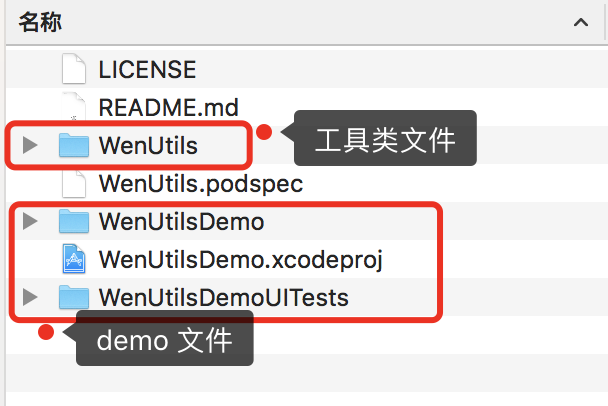 名称
LICENSE
README.md
WenUtils
工具类文件
WenUtils.podspec
WenUtilsDemo
WenUtilsDemo.xcodeproj
WenUtilsDemoUITests
demo 文件